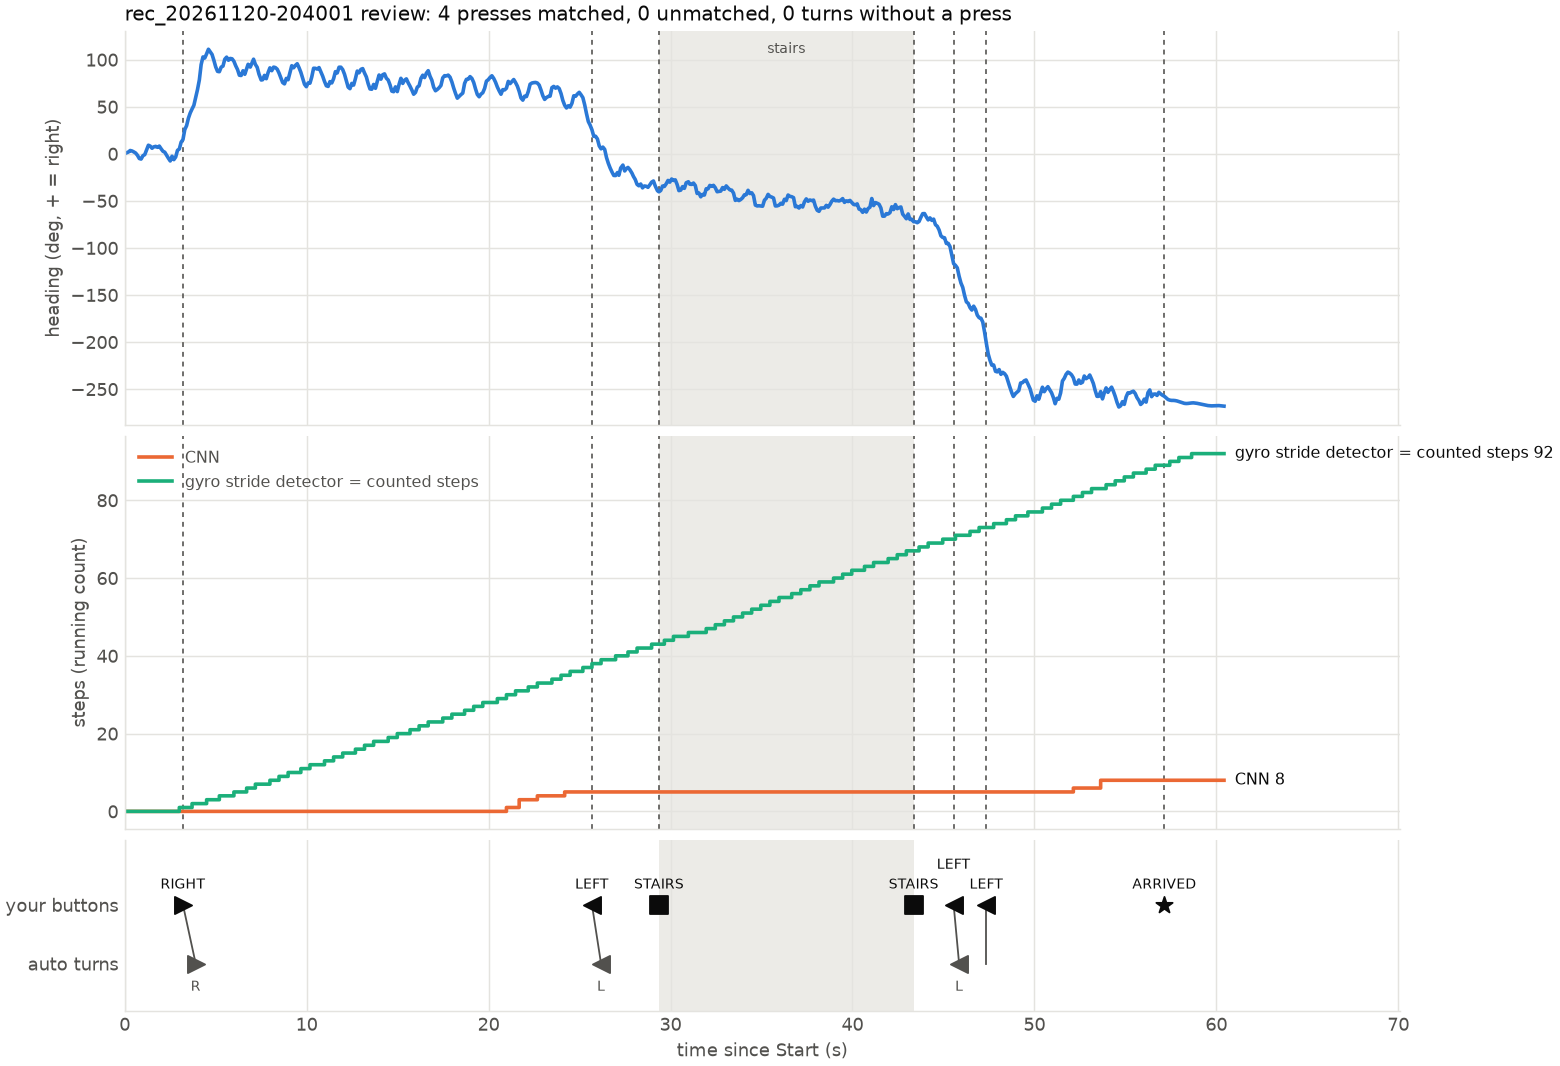 rec_20261120-204001 review: 4 presses matched, 0 unmatched, 0 turns without a press
stairs
heading (deg, + = right)
100
50
0
−50
−100
−150
−200
−250
CNN
gyro stride detector = counted steps
gyro stride detector = counted steps 92
CNN 8
steps (running count)
80
60
40
20
0
LEFT
RIGHT LEFT STAIRS STAIRS LEFT ARRIVED
your buttons
auto turns
R L L
0 10 20 30 40 50 60 70
time since Start (s)